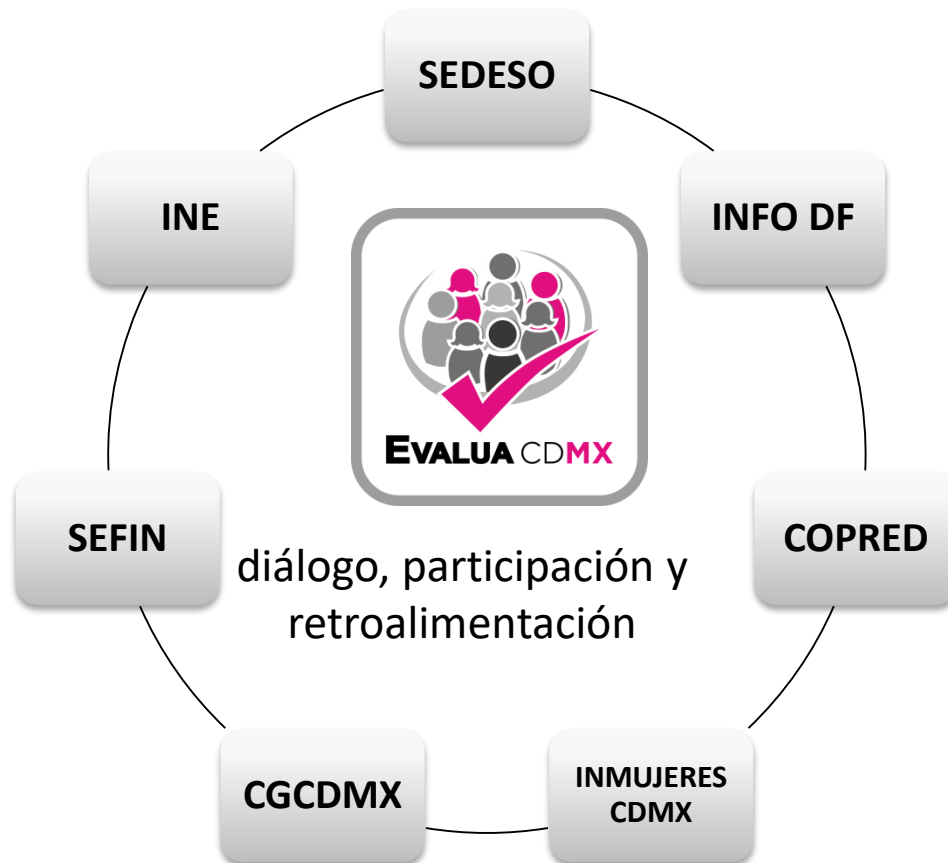 SEDESO
INE
INFO DF
EVALUA CDMX
SEFIN
COPRED
diálogo, participación y
retroalimentación
CGCDMX
INMUJERES
CDMX